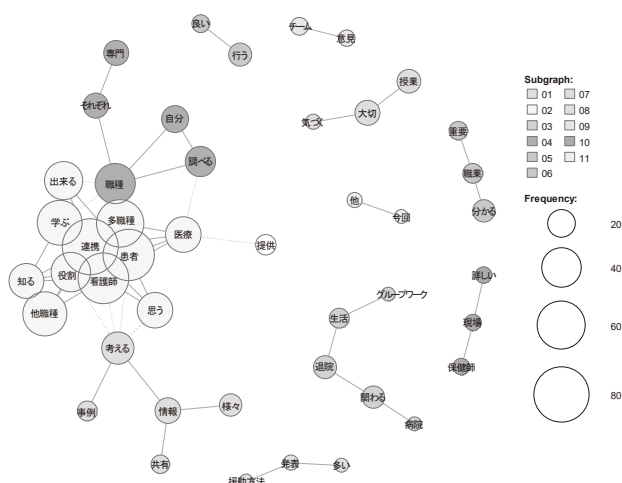 良い
行う
チーム
意見
専門
それぞれ
自分
調べる
職種
出来る
学ぶ
多職種
連携
患者
医療
提供
知る
役割
看護師
他職種
思う
考える
事例
情報
様々
共有
授業
大切
気づく
他
今回
重要
職業
分かる
グループワーク
生活
退院
関わる
病院
詳しい
現場
保健師
発表
多い
援助方法
Subgraph:
01 07
02 08
03 09
04 10
05 11
06
Frequency:
20
40
60
80